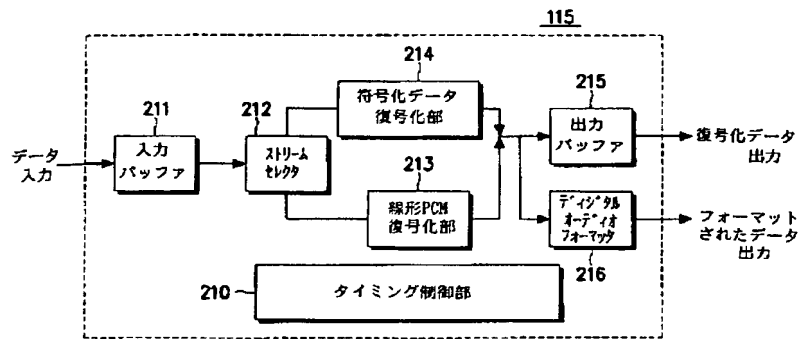 115
214
符号化データ
復号化部
215
出力
バッファ
復号化データ
出力
211
入力
バッファ
212
ストリーム
セレクタ
データ
入力
213
線形PCM
復号化部
ディジタル
オーディオ
フォーマッタ
216
フォーマット
されたデータ
出力
210
タイミング制御部